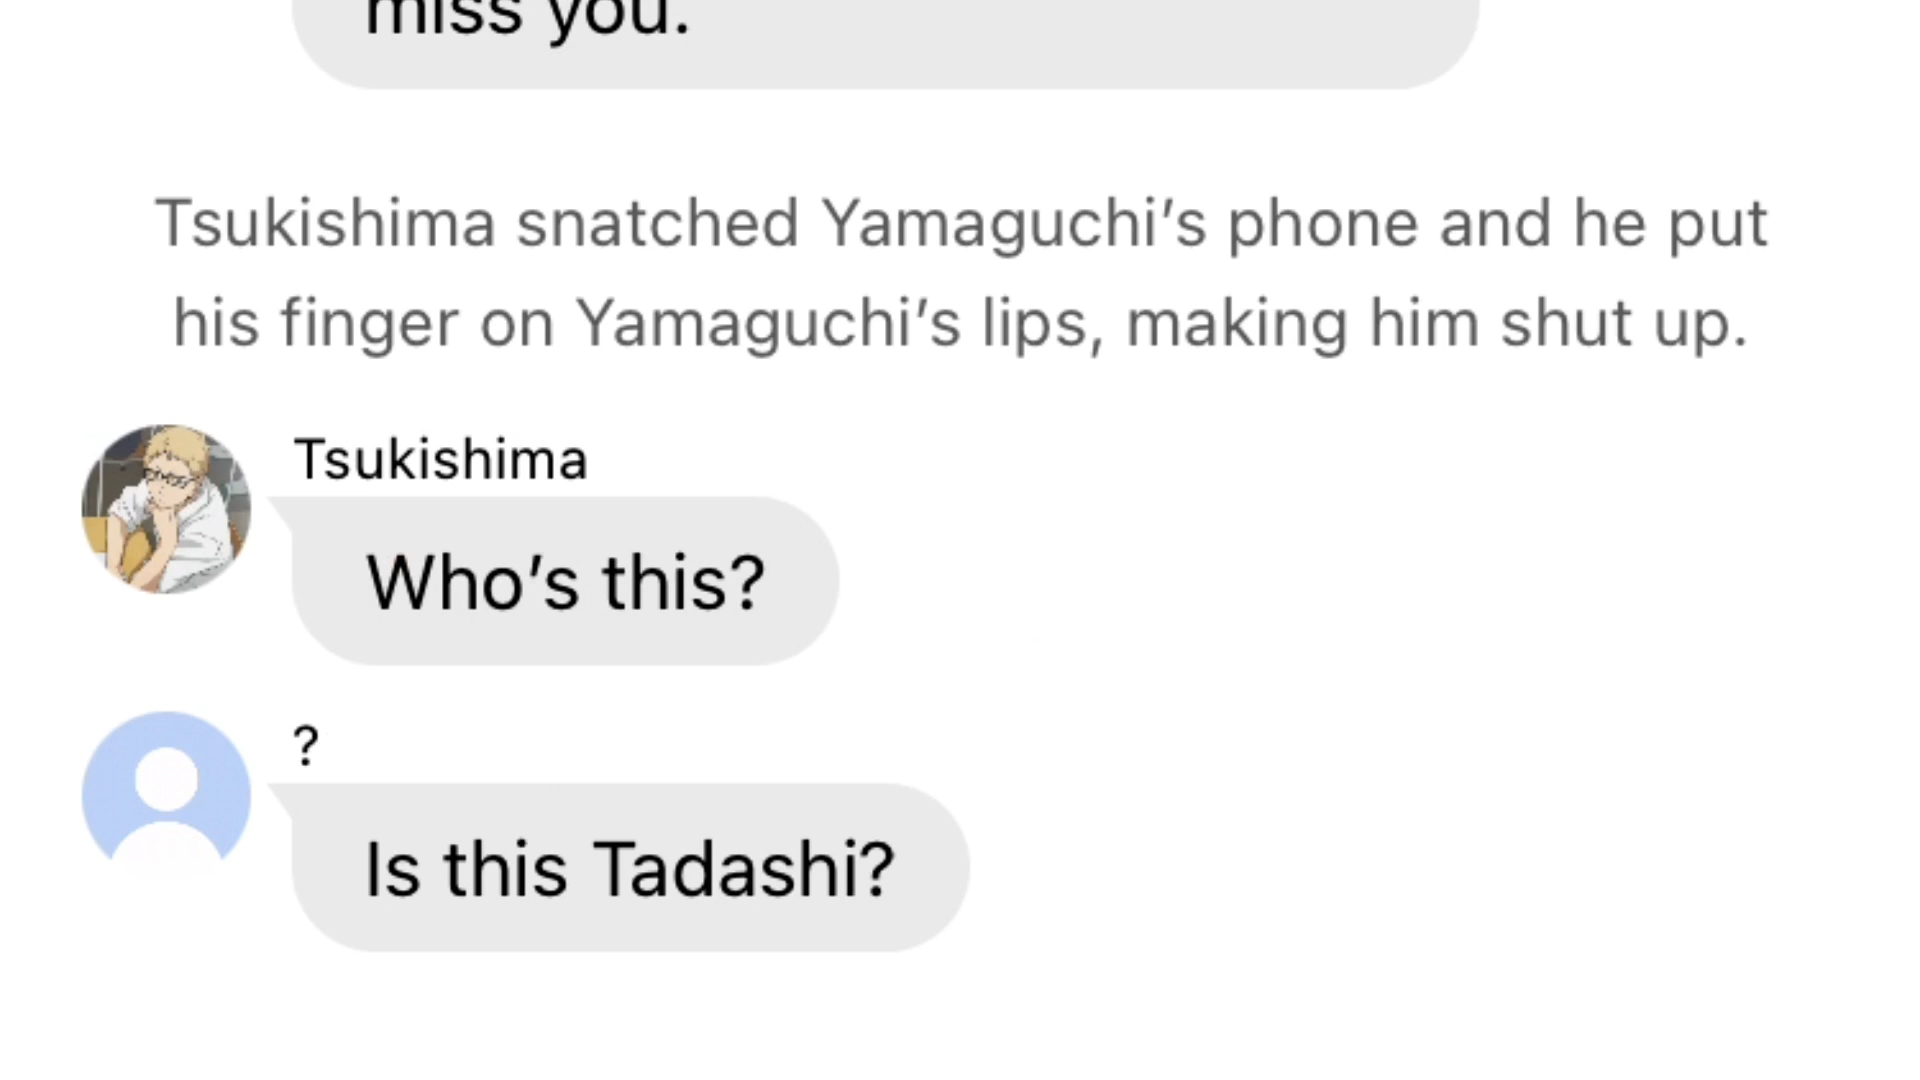 miss you.
Tsukishima snatched Yamaguchi’s phone and he put
his finger on Yamaguchi’s lips, making him shut up.
Tsukishima
Who’s this?
?
Is this Tadashi?